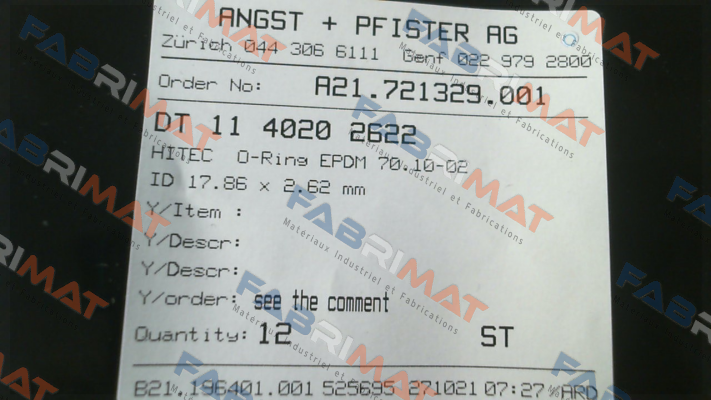 ANGST + PFISTER AG
Zürich 044 306 6111 Genf 022 979 2800
Order No: A21.721329.001
DT 11 4020 2622
HITEC O-Ring EPDM 70.10-02
ID 17.86 x 2.62 mm
Y/Item :
Y/Descr:
Y/Descr:
Y/order: see the comment
Quantity: 12 ST
B21.196401.001 525695 271021 07:27 ARD
FABRIMAT
Materiaux Industriel et Fabrications